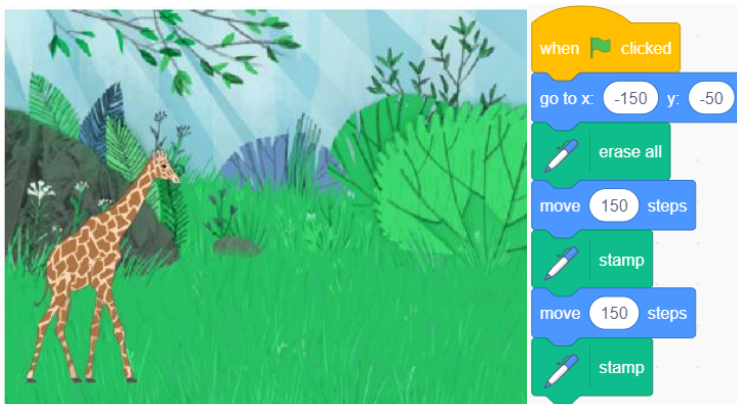 when clicked
go to x: -150 y: -50
erase all
move 150 steps
stamp
move 150 steps
stamp